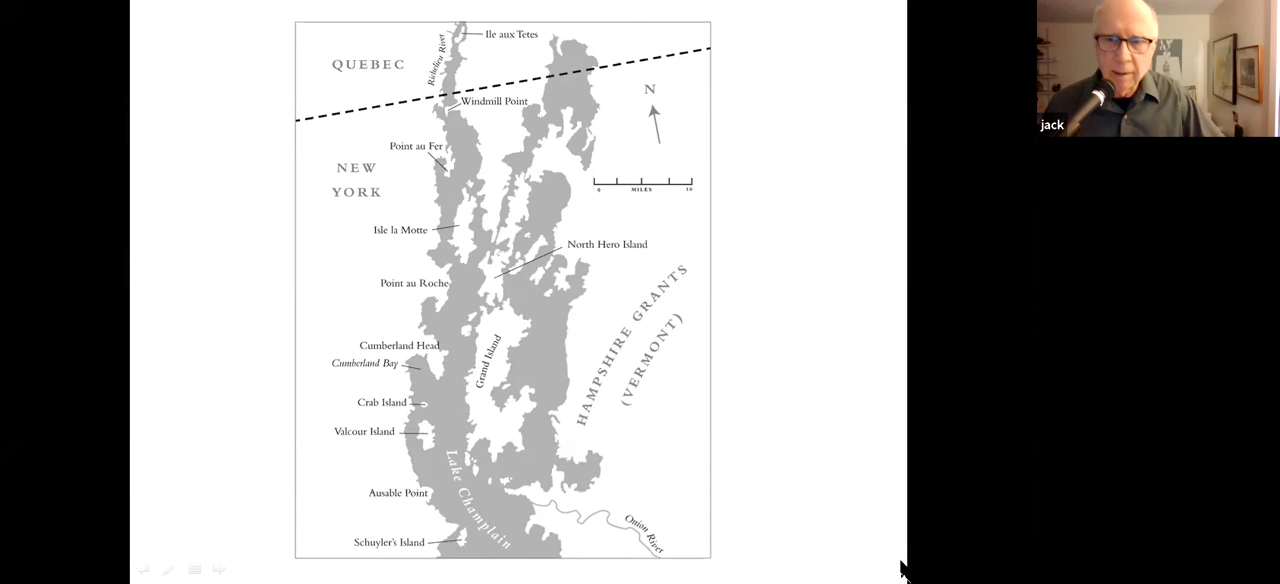 Ile aux Tetes
Richelieu River
QUEBEC
Windmill Point
N
Point au Fer
NEW
YORK
0 MILES 10
Isle la Motte
North Hero Island
Point au Roche
HAMPSHIRE GRANTS
(VERMONT)
Cumberland Head
Grand Island
Cumberland Bay
Crab Island
Valcour Island
Lake Champlain
Ausable Point
Onion River
Schuyler's Island
jack